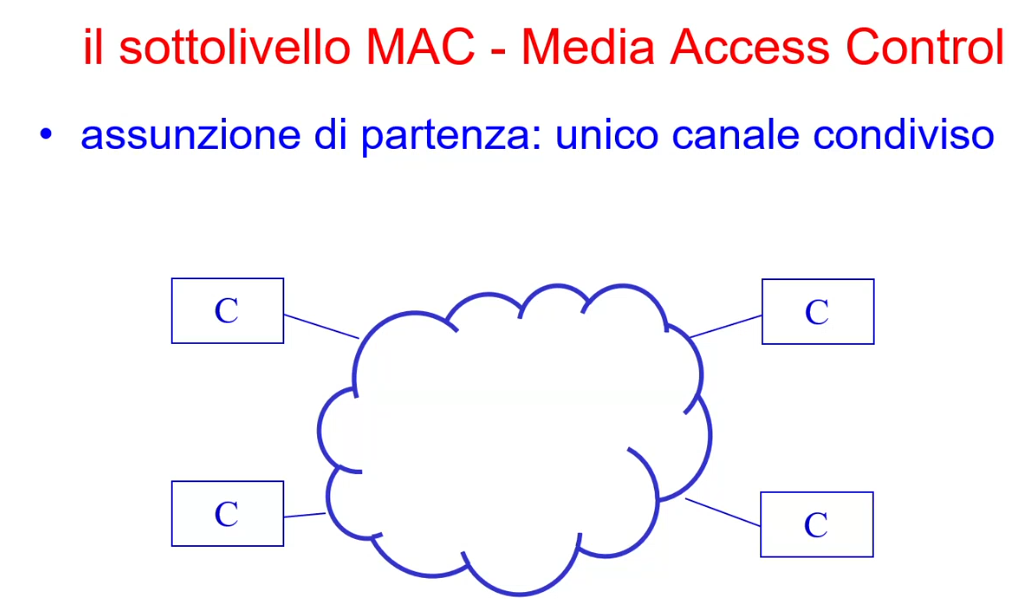 il sottolivello MAC - Media Access Control
• assunzione di partenza: unico canale condiviso
C
C
C
C